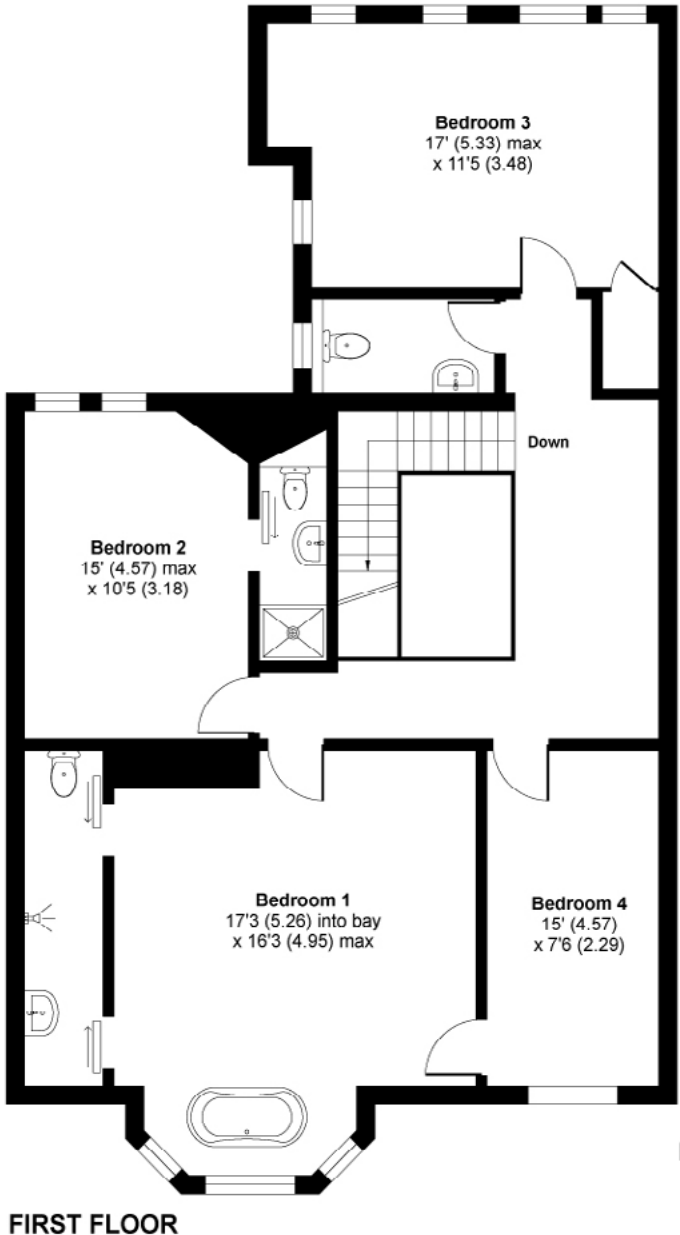 Bedroom 3
17' (5.33) max
x 11'5 (3.48)
Down
Bedroom 2
15' (4.57) max
x 10'5 (3.18)
Bedroom 1
17'3 (5.26) into bay
x 16'3 (4.95) max
Bedroom 4
15' (4.57)
x 7'6 (2.29)
FIRST FLOOR